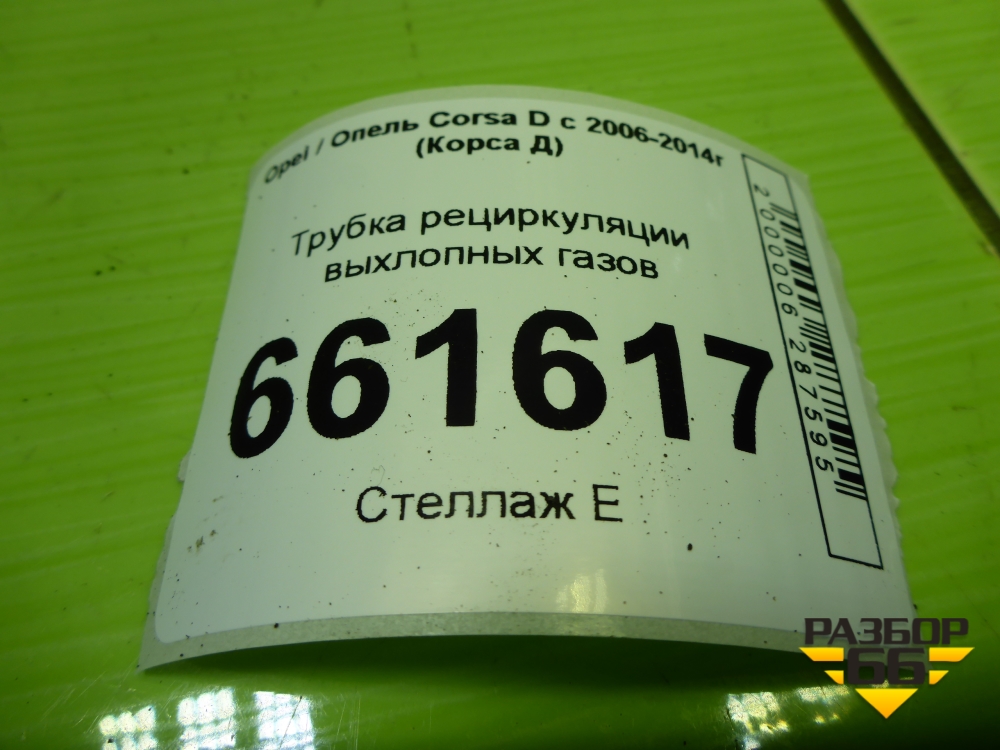 Opel / Опель Corsa D с 2006-2014г
(Корса Д)
Трубка рециркуляции
выхлопных газов
661617
Стеллаж Е
2000006287595
РАЗБОР
66